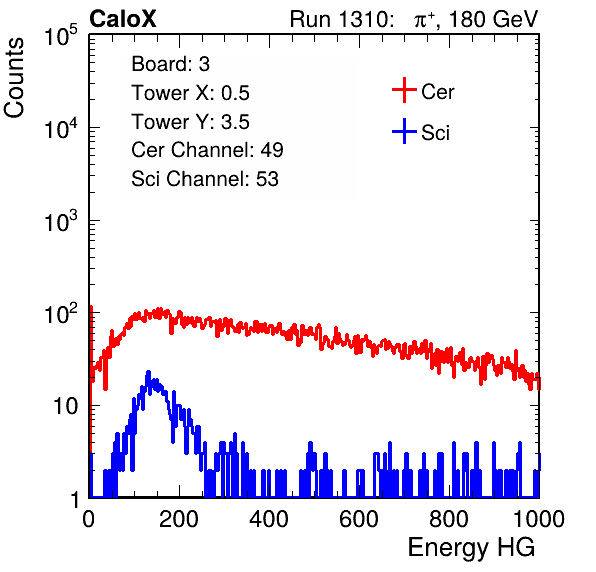 CaloX Run 1310: π⁺, 180 GeV
Counts
Board: 3
Tower X: 0.5
Tower Y: 3.5
Cer Channel: 49
Sci Channel: 53
Cer
Sci
10⁵
10⁴
10³
10²
10
1
0 200 400 600 800 1000
Energy HG